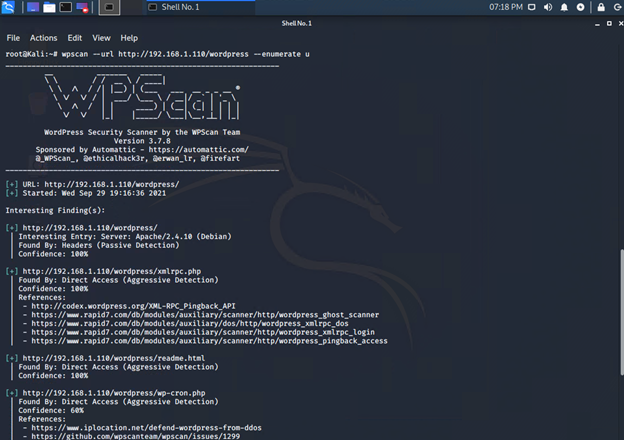 07:18 PM
Shell No. 1
Shell No. 1
File Actions Edit View Help
root@Kali:~# wpscan --url http://192.168.1.110/wordpress --enumerate u
WPScan ®
WordPress Security Scanner by the WPScan Team
Version 3.7.8
Sponsored by Automattic - https://automattic.com/
@_WPScan_, @ethicalhack3r, @erwan_lr, @firefart
[+] URL: http://192.168.1.110/wordpress/
[+] Started: Wed Sep 29 19:16:36 2021
Interesting Finding(s):
[+] http://192.168.1.110/wordpress/
| Interesting Entry: Server: Apache/2.4.10 (Debian)
| Found By: Headers (Passive Detection)
| Confidence: 100%
[+] http://192.168.1.110/wordpress/xmlrpc.php
| Found By: Direct Access (Aggressive Detection)
| Confidence: 100%
| References:
| - http://codex.wordpress.org/XML-RPC_Pingback_API
| - https://www.rapid7.com/db/modules/auxiliary/scanner/http/wordpress_ghost_scanner
| - https://www.rapid7.com/db/modules/auxiliary/dos/http/wordpress_xmlrpc_dos
| - https://www.rapid7.com/db/modules/auxiliary/scanner/http/wordpress_xmlrpc_login
| - https://www.rapid7.com/db/modules/auxiliary/scanner/http/wordpress_pingback_access
[+] http://192.168.1.110/wordpress/readme.html
| Found By: Direct Access (Aggressive Detection)
| Confidence: 100%
[+] http://192.168.1.110/wordpress/wp-cron.php
| Found By: Direct Access (Aggressive Detection)
| Confidence: 60%
| References:
| - https://www.iplocation.net/defend-wordpress-from-ddos
| - https://github.com/wpscanteam/wpscan/issues/1299